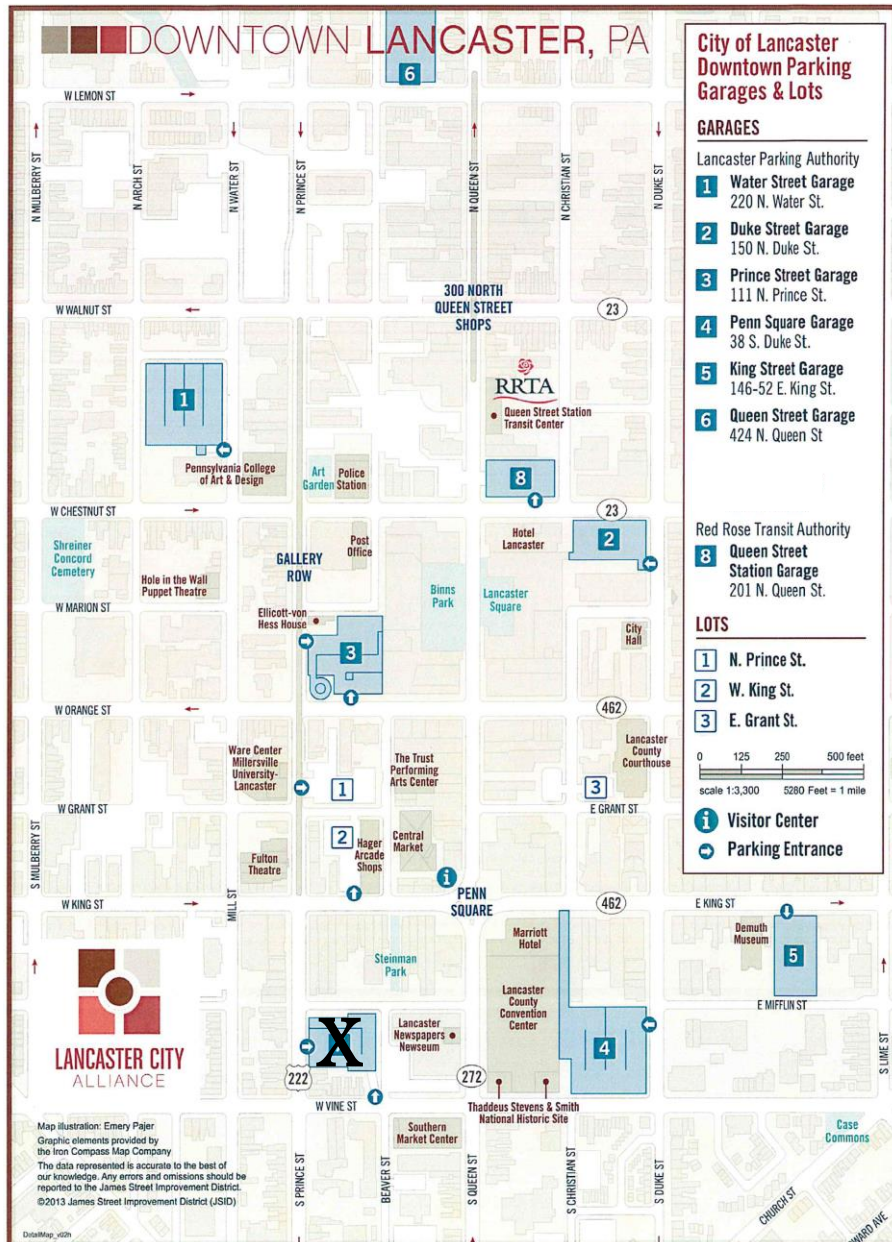 DOWNTOWN LANCASTER, PA
6
W LEMON ST
N MULBERRY ST
N ARCH ST
N WATER ST
N PRINCE ST
N QUEEN ST
N CHRISTIAN ST
N DUKE ST
300 NORTH
QUEEN STREET
SHOPS
W WALNUT ST
23
1
RRTA
Queen Street Station
Transit Center
Pennsylvania College
of Art & Design
Art
Garden
Police
Station
8
W CHESTNUT ST
23
Shreiner
Concord
Cemetery
Hole in the Wall
Puppet Theatre
GALLERY
ROW
Post
Office
Hotel
Lancaster
2
Binns
Park
Lancaster
Square
W MARION ST
Ellicott-von
Hess House
3
City
Hall
W ORANGE ST
462
Ware Center
Millersville
University-
Lancaster
The Trust
Performing
Arts Center
Lancaster
County
Courthouse
1
3
W GRANT ST
E GRANT ST
2
Hager
Arcade
Shops
Central
Market
Fulton
Theatre
i
S MULBERRY ST
MILL ST
W KING ST
PENN
SQUARE
462
E KING ST
Marriott
Hotel
Demuth
Museum
5
Steinman
Park
Lancaster
County
Convention
Center
E MIFFLIN ST
LANCASTER CITY
ALLIANCE
X
Lancaster
Newspapers
Newseum
4
222
272
W VINE ST
S LIME ST
Thaddeus Stevens & Smith
National Historic Site
Southern
Market Center
Case
Commons
S PRINCE ST
BEAVER ST
S QUEEN ST
S CHRISTIAN ST
S DUKE ST
CHURCH ST
Map illustration: Emery Pajer
Graphic elements provided by
the Iron Compass Map Company
The data represented is accurate to the best of
our knowledge. Any errors and omissions should be
reported to the James Street Improvement District.
©2013 James Street Improvement District (JSID)
DetailMap_v02h
City of Lancaster
Downtown Parking
Garages & Lots
GARAGES
Lancaster Parking Authority
1 Water Street Garage
220 N. Water St.
2 Duke Street Garage
150 N. Duke St.
3 Prince Street Garage
111 N. Prince St.
4 Penn Square Garage
38 S. Duke St.
5 King Street Garage
146-52 E. King St.
6 Queen Street Garage
424 N. Queen St
Red Rose Transit Authority
8 Queen Street
Station Garage
201 N. Queen St.
LOTS
1 N. Prince St.
2 W. King St.
3 E. Grant St.
0 125 250 500 feet
scale 1:3,300 5280 Feet = 1 mile
i Visitor Center
Parking Entrance